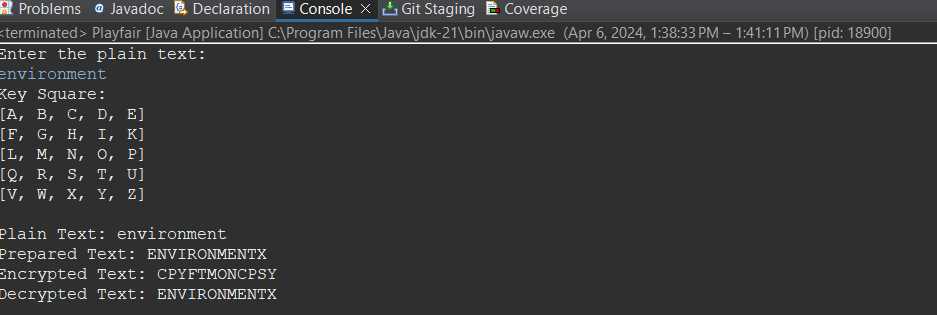 Problems @ Javadoc Declaration Console × Git Staging Coverage
<terminated> Playfair [Java Application] C:\Program Files\Java\jdk-21\bin\javaw.exe (Apr 6, 2024, 1:38:33 PM – 1:41:11 PM) [pid: 18900]
Enter the plain text:
environment
Key Square:
[A, B, C, D, E]
[F, G, H, I, K]
[L, M, N, O, P]
[Q, R, S, T, U]
[V, W, X, Y, Z]
Plain Text: environment
Prepared Text: ENVIRONMENTX
Encrypted Text: CPYFTMONCPSY
Decrypted Text: ENVIRONMENTX